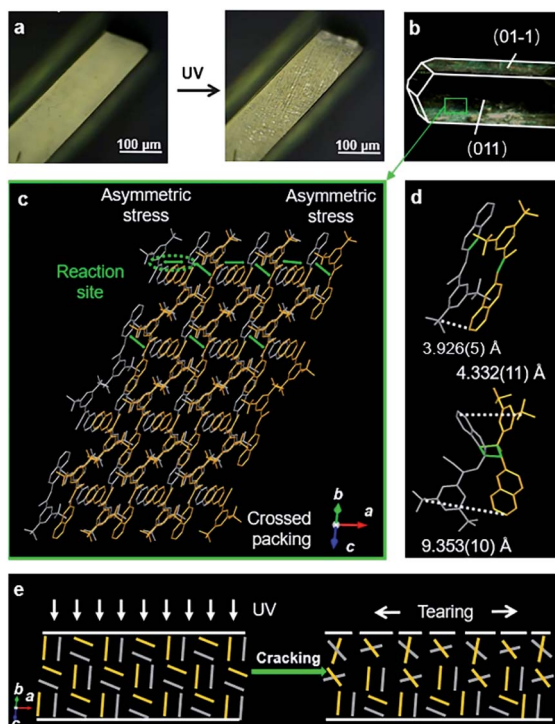 a
UV
100 µm
100 µm
b
(01-1)
(011)
c
Asymmetric
stress
Asymmetric
stress
Reaction
site
Crossed packing
b
a
c
d
3.926(5) Å
4.332(11) Å
9.353(10) Å
e
UV
Tearing
Cracking
b
a
c